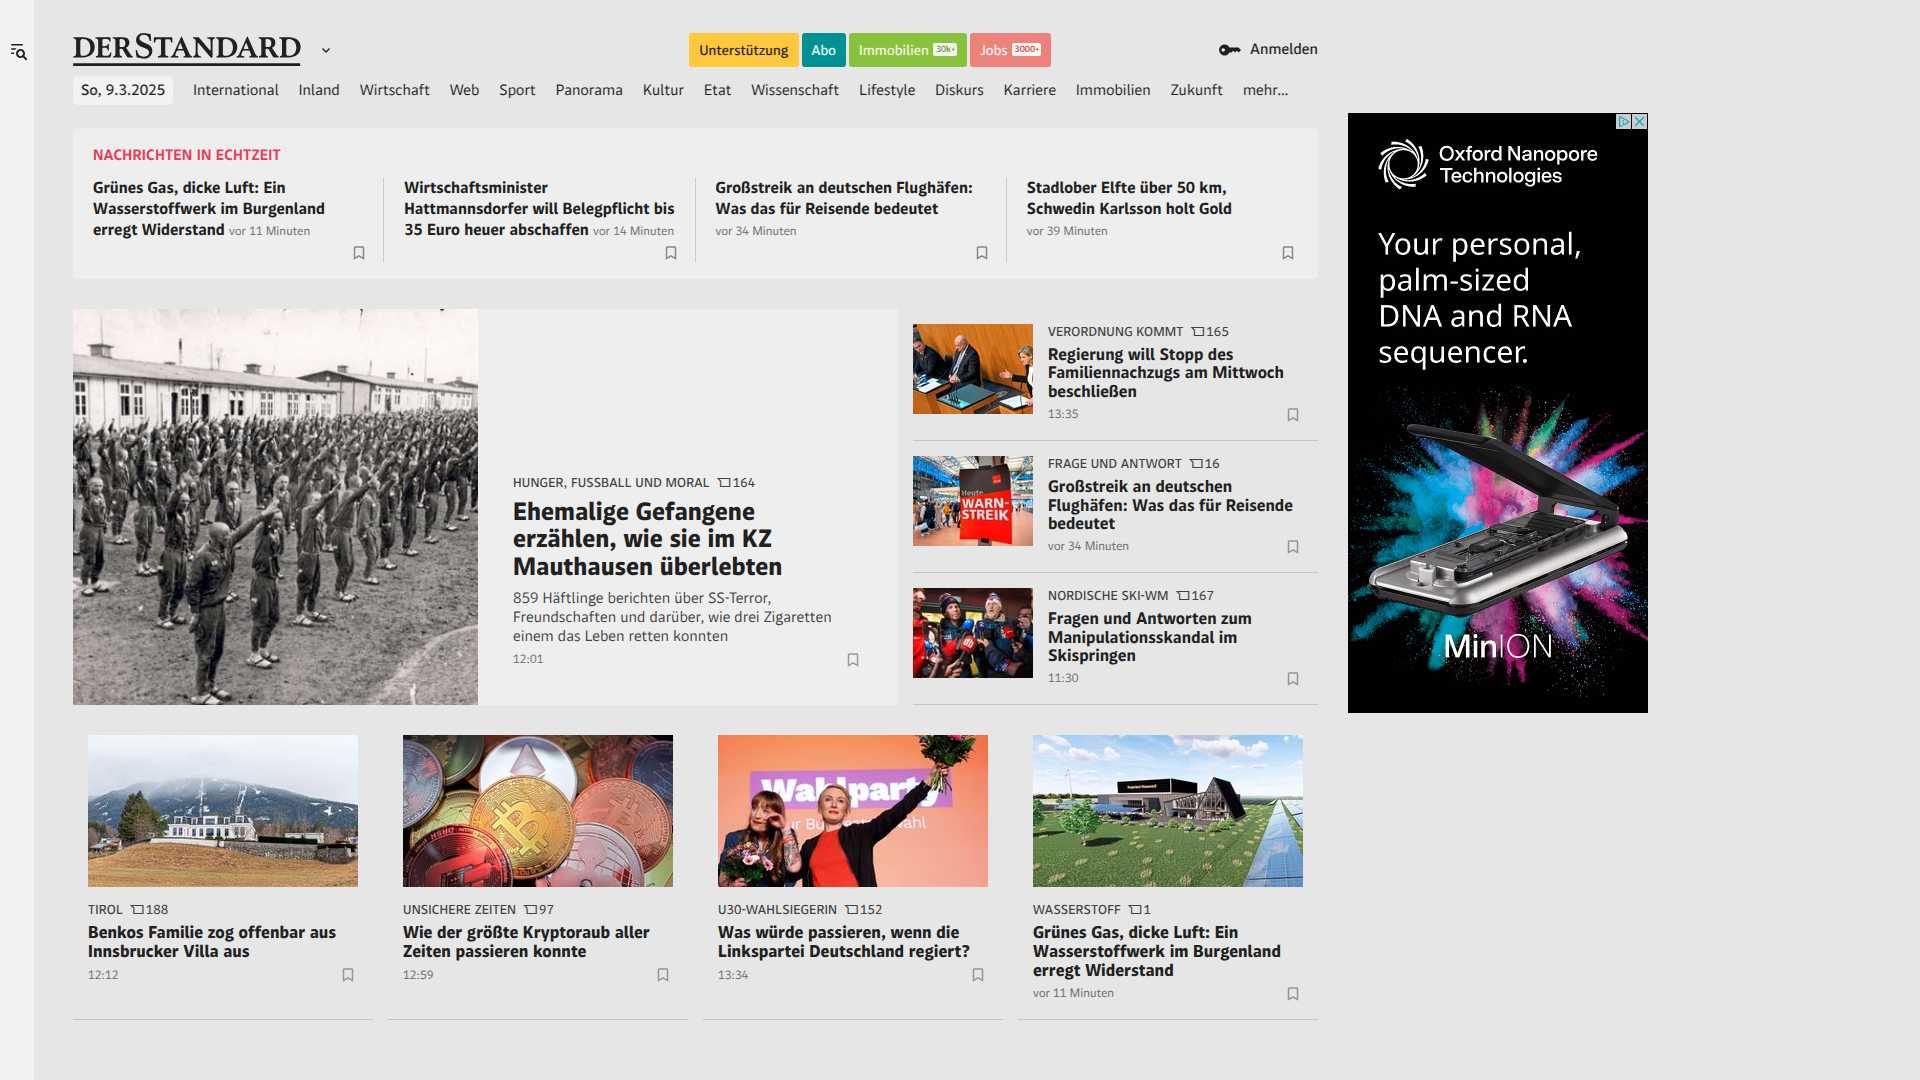 DERSTANDARD
Unterstützung
Abo
Immobilien 30k+
Jobs 3000+
Anmelden
So, 9.3.2025
International
Inland
Wirtschaft
Web
Sport
Panorama
Kultur
Etat
Wissenschaft
Lifestyle
Diskurs
Karriere
Immobilien
Zukunft
mehr...
NACHRICHTEN IN ECHTZEIT
Grünes Gas, dicke Luft: Ein
Wasserstoffwerk im Burgenland
erregt Widerstand vor 11 Minuten
Wirtschaftsminister
Hattmannsdorfer will Belegpflicht bis
35 Euro heuer abschaffen vor 14 Minuten
Großstreik an deutschen Flughäfen:
Was das für Reisende bedeutet
vor 34 Minuten
Stadlober Elfte über 50 km,
Schwedin Karlsson holt Gold
vor 39 Minuten
HUNGER, FUSSBALL UND MORAL 164
Ehemalige Gefangene
erzählen, wie sie im KZ
Mauthausen überlebten
859 Häftlinge berichten über SS-Terror,
Freundschaften und darüber, wie drei Zigaretten
einem das Leben retten konnten
12:01
VERORDNUNG KOMMT 165
Regierung will Stopp des
Familiennachzugs am Mittwoch
beschließen
13:35
Heute
WARN-
STREIK
FRAGE UND ANTWORT 16
Großstreik an deutschen
Flughäfen: Was das für Reisende
bedeutet
vor 34 Minuten
NORDISCHE SKI-WM 167
Fragen und Antworten zum
Manipulationsskandal im
Skispringen
11:30
TIROL 188
Benkos Familie zog offenbar aus
Innsbrucker Villa aus
12:12
UNSICHERE ZEITEN 97
Wie der größte Kryptoraub aller
Zeiten passieren konnte
12:59
Wahlparty
U30-WAHLSIEGERIN 152
Was würde passieren, wenn die
Linkspartei Deutschland regiert?
13:34
WASSERSTOFF 1
Grünes Gas, dicke Luft: Ein
Wasserstoffwerk im Burgenland
erregt Widerstand
vor 11 Minuten
Oxford Nanopore
Technologies
Your personal,
palm-sized
DNA and RNA
sequencer.
MinION